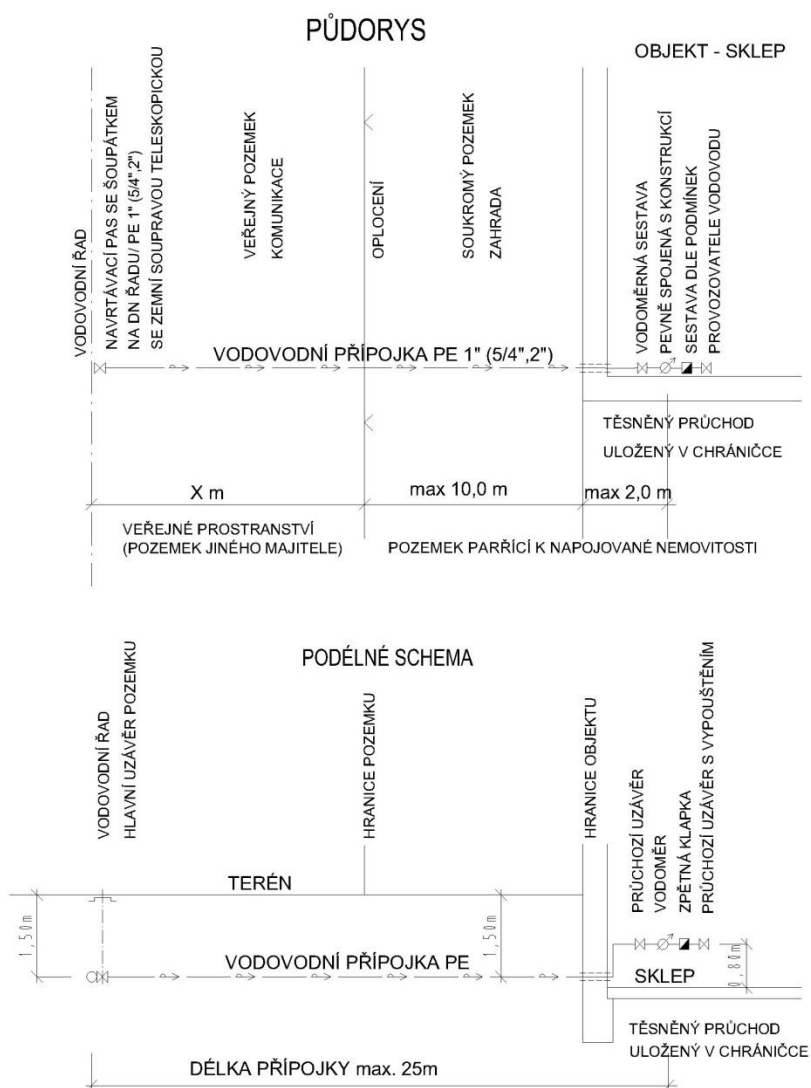 PŮDORYS
OBJEKT - SKLEP
VODOVODNÍ ŘAD
NAVRTÁVACÍ PAS SE ŠOUPÁTKEM
NA DN ŘADU/ PE 1" (5/4",2")
SE ZEMNÍ SOUPRAVOU TELESKOPICKOU
VEŘEJNÝ POZEMEK
KOMUNIKACE
OPLOCENÍ
SOUKROMÝ POZEMEK
ZAHRADA
VODOMĚRNÁ SESTAVA
PEVNĚ SPOJENÁ S KONSTRUKCÍ
SESTAVA DLE PODMÍNEK
PROVOZOVATELE VODOVODU
VODOVODNÍ PŘÍPOJKA PE 1" (5/4",2")
TĚSNĚNÝ PRŮCHOD
ULOŽENÝ V CHRÁNIČCE
X m
max 10,0 m
max 2,0 m
VEŘEJNÉ PROSTRANSTVÍ
(POZEMEK JINÉHO MAJITELE)
POZEMEK PARŘÍCÍ K NAPOJOVANÉ NEMOVITOSTI
PODÉLNÉ SCHEMA
VODOVODNÍ ŘAD
HLAVNÍ UZÁVĚR POZEMKU
HRANICE POZEMKU
HRANICE OBJEKTU
PRŮCHOZÍ UZÁVĚR
VODOMĚR
ZPĚTNÁ KLAPKA
PRŮCHOZÍ UZÁVĚR S VYPOUŠTĚNÍM
TERÉN
1,50m
1,50m
VODOVODNÍ PŘÍPOJKA PE
SKLEP
0,80m
TĚSNĚNÝ PRŮCHOD
ULOŽENÝ V CHRÁNIČCE
DÉLKA PŘÍPOJKY max. 25m